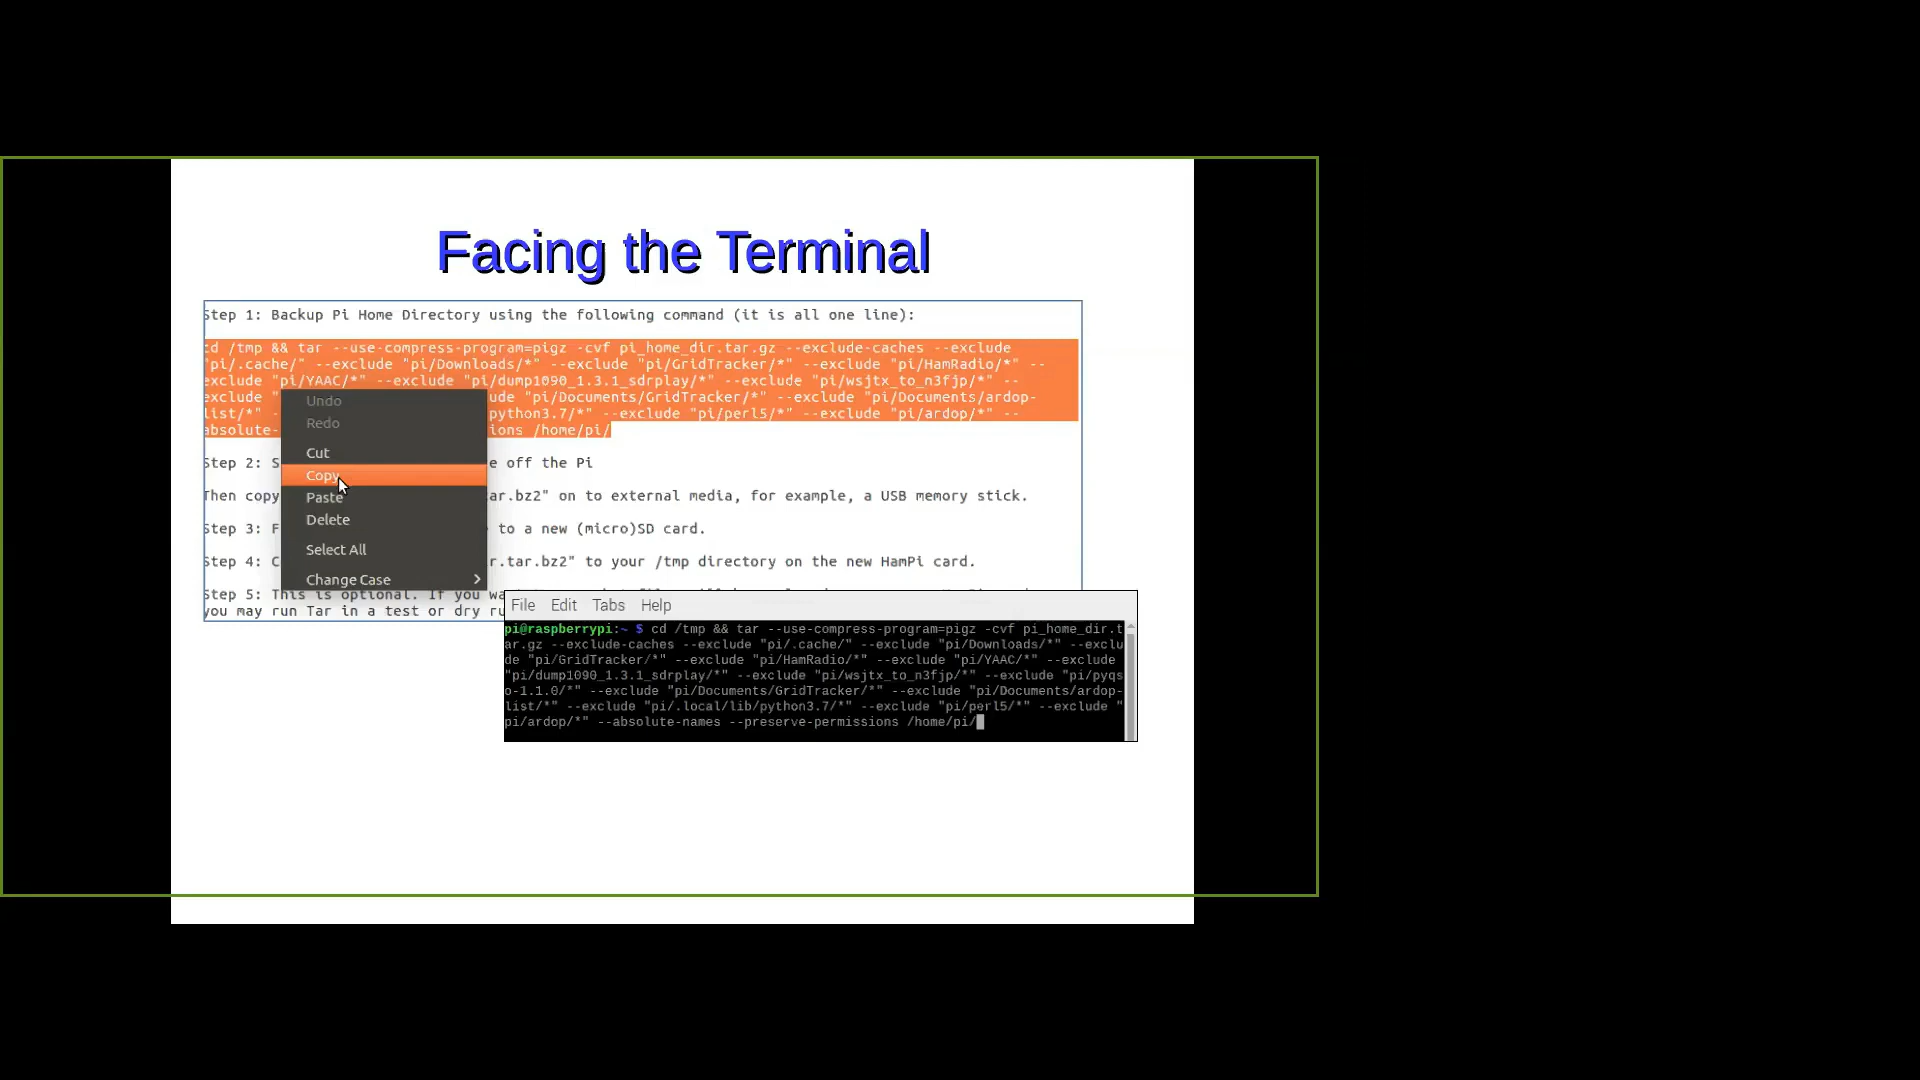 Facing the Terminal
Step 1: Backup Pi Home Directory using the following command (it is all one line):
cd /tmp && tar --use-compress-program=pigz -cvf pi_home_dir.tar.gz --exclude-caches --exclude
"pi/.cache/" --exclude "pi/Downloads/*" --exclude "pi/GridTracker/*" --exclude "pi/HamRadio/*" --
exclude "pi/YAAC/*" --exclude "pi/dump1090_1.3.1_sdrplay/*" --exclude "pi/wsjtx_to_n3fjp/*" --
exclude " ude "pi/Documents/GridTracker/*" --exclude "pi/Documents/ardop-
list/*" - python3.7/*" --exclude "pi/perl5/*" --exclude "pi/ardop/*" --
absolute- ions /home/pi/
Step 2: S e off the Pi
Then copy ar.bz2" on to external media, for example, a USB memory stick.
Step 3: F to a new (micro)SD card.
Step 4: C r.tar.bz2" to your /tmp directory on the new HamPi card.
Step 5: This is optional. If you wa
you may run Tar in a test or dry ru
Undo
Redo
Cut
Copy
Paste
Delete
Select All
Change Case
File Edit Tabs Help
pi@raspberrypi:~ $ cd /tmp && tar --use-compress-program=pigz -cvf pi_home_dir.t
ar.gz --exclude-caches --exclude "pi/.cache/" --exclude "pi/Downloads/*" --exclu
de "pi/GridTracker/*" --exclude "pi/HamRadio/*" --exclude "pi/YAAC/*" --exclude
"pi/dump1090_1.3.1_sdrplay/*" --exclude "pi/wsjtx_to_n3fjp/*" --exclude "pi/pyqs
o-1.1.0/*" --exclude "pi/Documents/GridTracker/*" --exclude "pi/Documents/ardop-
list/*" --exclude "pi/.local/lib/python3.7/*" --exclude "pi/perl5/*" --exclude "
pi/ardop/*" --absolute-names --preserve-permissions /home/pi/